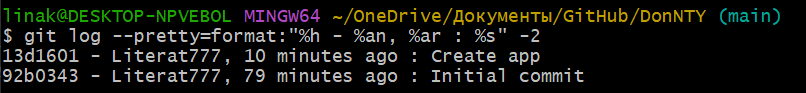 linak@DESKTOP-NPVEBOL MINGW64 ~/OneDrive/Документы/GitHub/DonNTY (main)
$ git log --pretty=format:"%h - %an, %ar : %s" -2
13d1601 - Literat777, 10 minutes ago : Create app
92b0343 - Literat777, 79 minutes ago : Initial commit